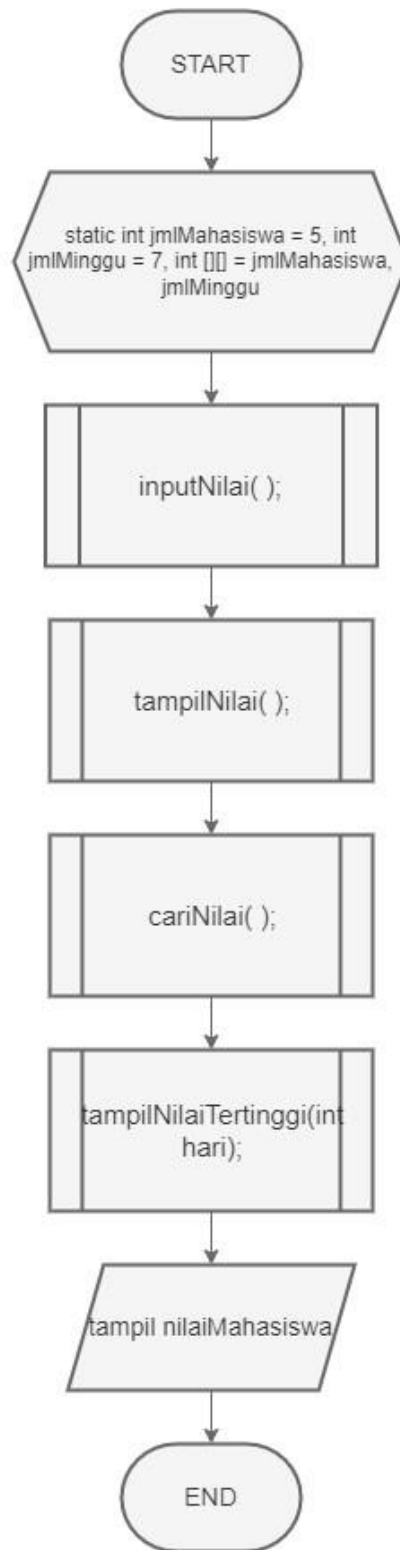 START
static int jmlMahasiswa = 5, int
jmlMinggu = 7, int [][] = jmlMahasiswa,
jmlMinggu
inputNilai( );
tampilNilai( );
cariNilai( );
tampilNilaiTertinggi(int
hari);
tampil nilaiMahasiswa
END